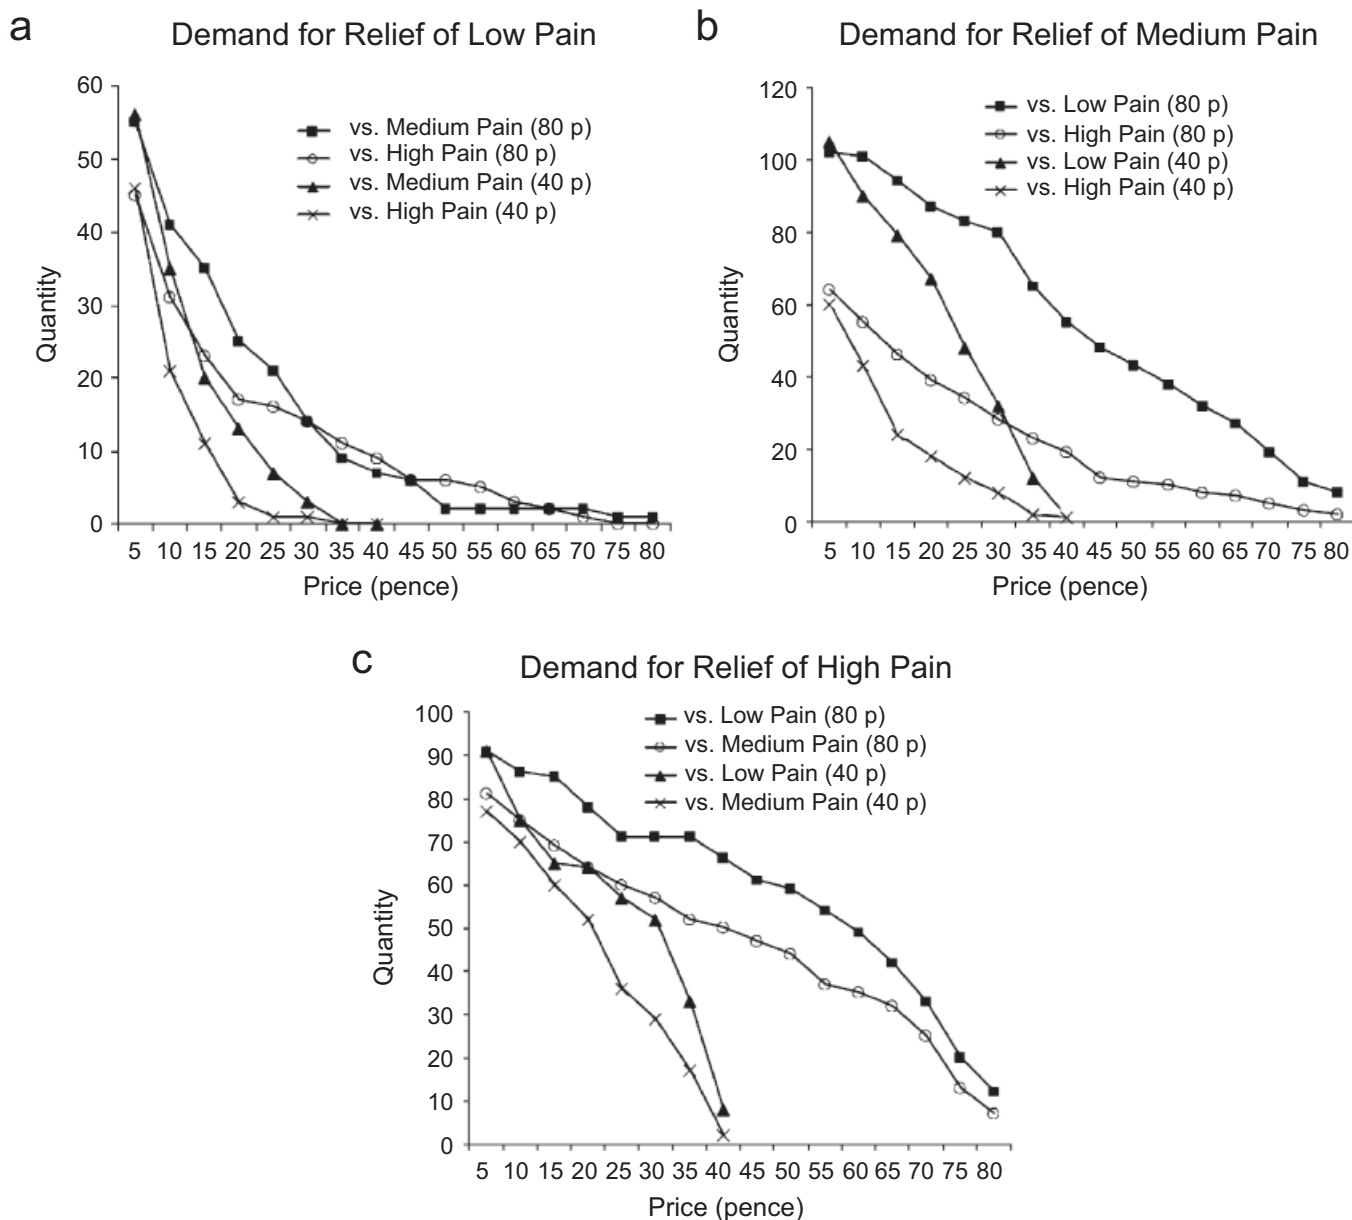 a
Demand for Relief of Low Pain
60
50
40
30
20
10
0
Quantity
vs. Medium Pain (80 p)
vs. High Pain (80 p)
vs. Medium Pain (40 p)
vs. High Pain (40 p)
5 10 15 20 25 30 35 40 45 50 55 60 65 70 75 80
Price (pence)
b
Demand for Relief of Medium Pain
120
100
80
60
40
20
0
Quantity
vs. Low Pain (80 p)
vs. High Pain (80 p)
vs. Low Pain (40 p)
vs. High Pain (40 p)
5 10 15 20 25 30 35 40 45 50 55 60 65 70 75 80
Price (pence)
c
Demand for Relief of High Pain
100
90
80
70
60
50
40
30
20
10
0
Quantity
vs. Low Pain (80 p)
vs. Medium Pain (80 p)
vs. Low Pain (40 p)
vs. Medium Pain (40 p)
5 10 15 20 25 30 35 40 45 50 55 60 65 70 75 80
Price (pence)